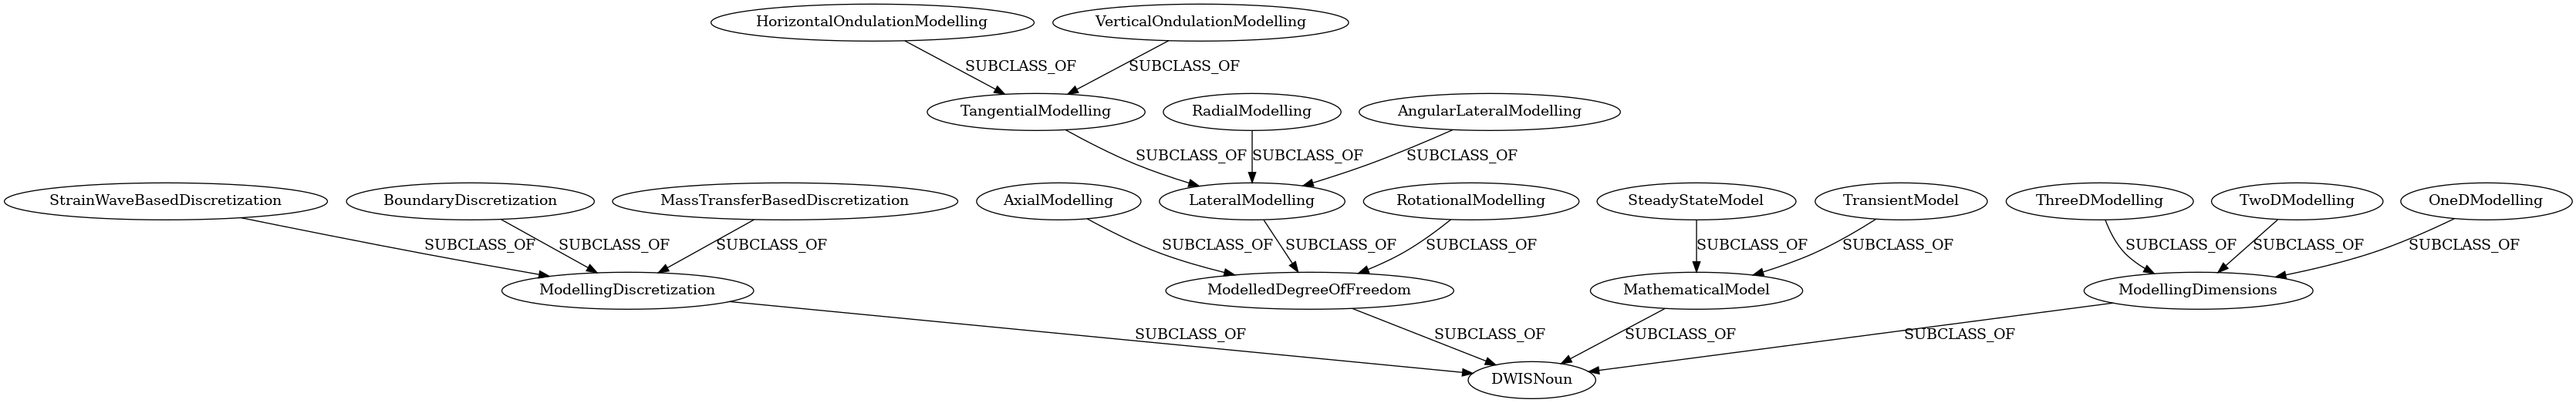 HorizontalOndulationModelling
VerticalOndulationModelling
SUBCLASS_OF
SUBCLASS_OF
TangentialModelling
RadialModelling
AngularLateralModelling
SUBCLASS_OF
SUBCLASS_OF
SUBCLASS_OF
StrainWaveBasedDiscretization
BoundaryDiscretization
MassTransferBasedDiscretization
AxialModelling
LateralModelling
RotationalModelling
SteadyStateModel
TransientModel
ThreeDModelling
TwoDModelling
OneDModelling
SUBCLASS_OF
SUBCLASS_OF
SUBCLASS_OF
SUBCLASS_OF
SUBCLASS_OF
SUBCLASS_OF
SUBCLASS_OF
SUBCLASS_OF
SUBCLASS_OF
SUBCLASS_OF
SUBCLASS_OF
ModellingDiscretization
ModelledDegreeOfFreedom
MathematicalModel
ModellingDimensions
SUBCLASS_OF
SUBCLASS_OF
SUBCLASS_OF
SUBCLASS_OF
DWISNoun